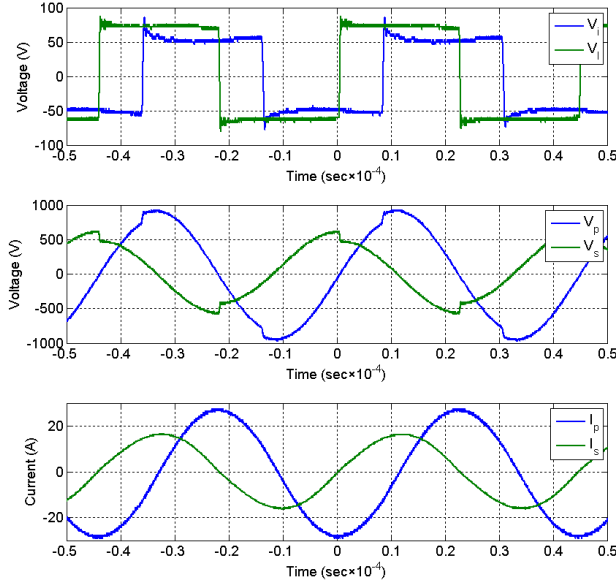 100
50
0
-50
-100
Voltage (V)
V_i
V_l
-0.5 -0.4 -0.3 -0.2 -0.1 0 0.1 0.2 0.3 0.4 0.5
Time (sec×10^-4)
1000
500
0
-500
-1000
Voltage (V)
V_p
V_s
-0.5 -0.4 -0.3 -0.2 -0.1 0 0.1 0.2 0.3 0.4 0.5
Time (sec×10^-4)
20
0
-20
Current (A)
I_p
I_s
-0.5 -0.4 -0.3 -0.2 -0.1 0 0.1 0.2 0.3 0.4 0.5
Time (sec×10^-4)